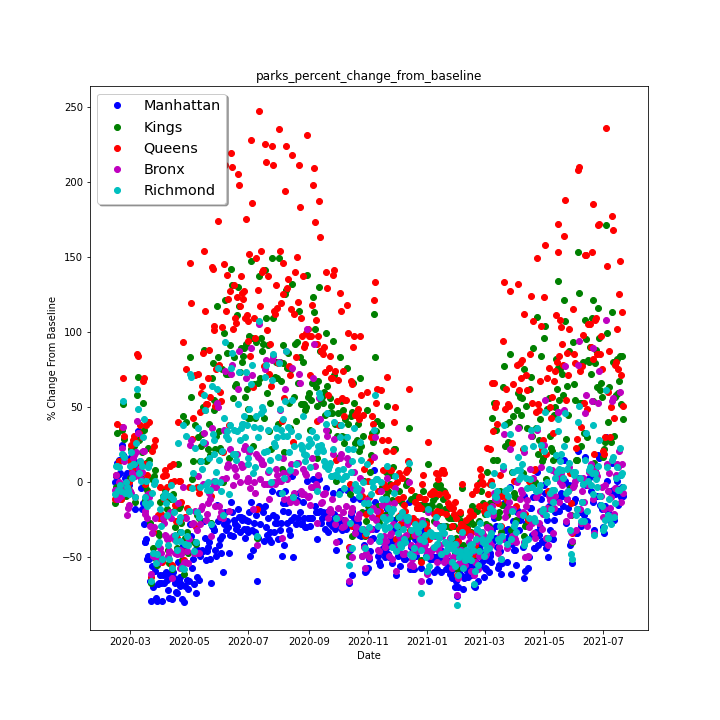 parks_percent_change_from_baseline
Manhattan
Kings
Queens
Bronx
Richmond
250
200
150
100
50
0
−50
% Change From Baseline
2020-03 2020-05 2020-07 2020-09 2020-11 2021-01 2021-03 2021-05 2021-07
Date